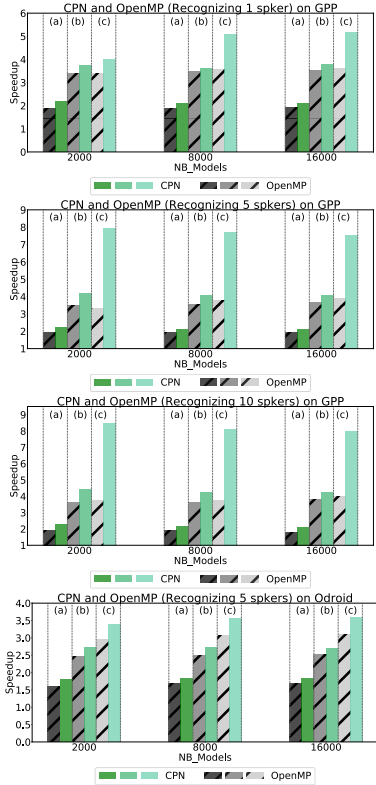 CPN and OpenMP (Recognizing 1 spker) on GPP
6
5
4
3
2
1
0
Speedup
(a) (b) (c) (a) (b) (c) (a) (b) (c)
2000 8000 16000
NB_Models
CPN OpenMP
CPN and OpenMP (Recognizing 5 spkers) on GPP
9
8
7
6
5
4
3
2
1
Speedup
(a) (b) (c) (a) (b) (c) (a) (b) (c)
2000 8000 16000
NB_Models
CPN OpenMP
CPN and OpenMP (Recognizing 10 spkers) on GPP
9
8
7
6
5
4
3
2
1
Speedup
(a) (b) (c) (a) (b) (c) (a) (b) (c)
2000 8000 16000
NB_Models
CPN OpenMP
CPN and OpenMP (Recognizing 5 spkers) on Odroid
4.0
3.5
3.0
2.5
2.0
1.5
1.0
0.5
0.0
Speedup
(a) (b) (c) (a) (b) (c) (a) (b) (c)
2000 8000 16000
NB_Models
CPN OpenMP